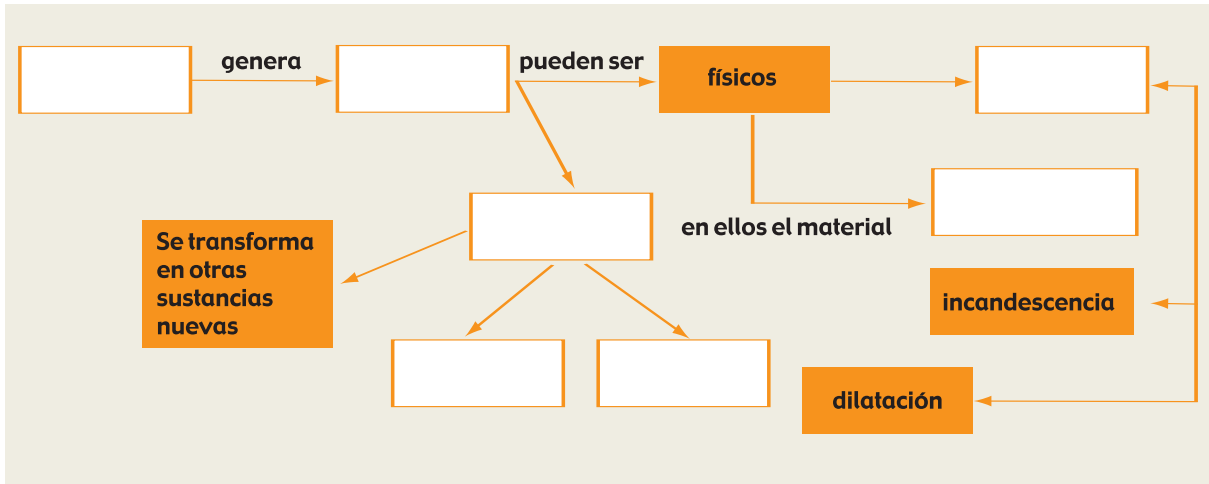 genera
pueden ser
físicos
en ellos el material
Se transforma
en otras
sustancias
nuevas
incandescencia
dilatación